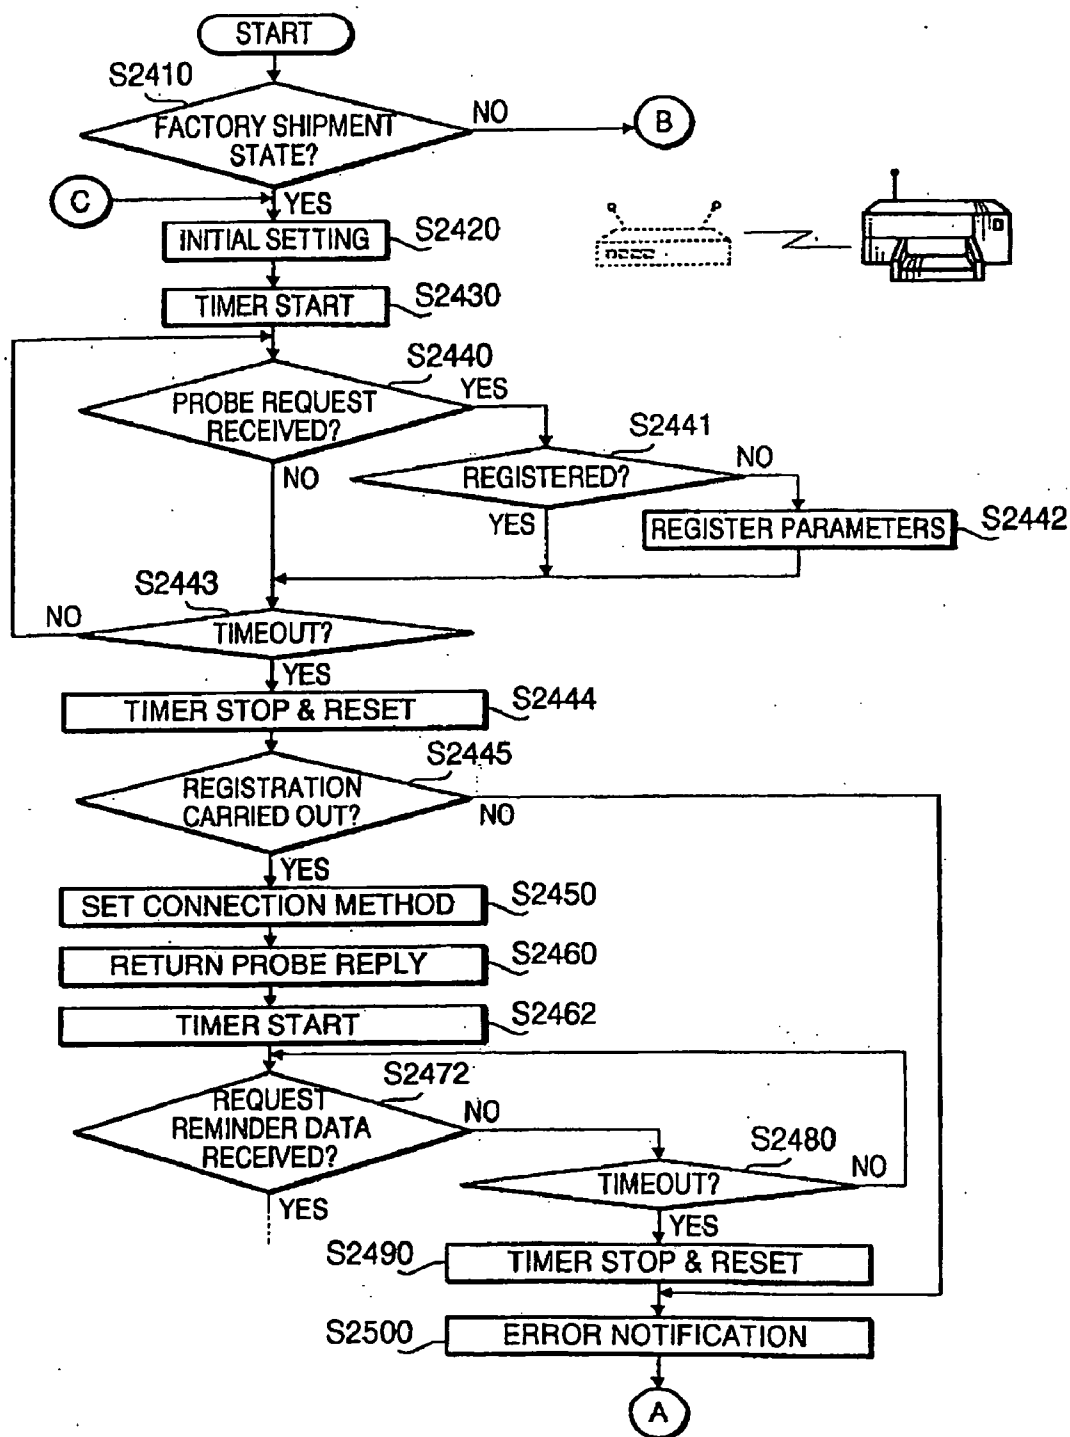 START
S2410
FACTORY SHIPMENT
STATE?
NO
B
C
YES
INITIAL SETTING
S2420
TIMER START
S2430
S2440
PROBE REQUEST
RECEIVED?
YES
NO
S2441
REGISTERED?
NO
YES
REGISTER PARAMETERS
S2442
S2443
NO
TIMEOUT?
YES
TIMER STOP & RESET
S2444
S2445
REGISTRATION
CARRIED OUT?
NO
YES
SET CONNECTION METHOD
S2450
RETURN PROBE REPLY
S2460
TIMER START
S2462
S2472
REQUEST
REMINDER DATA
RECEIVED?
NO
YES
S2480
TIMEOUT?
NO
YES
S2490
TIMER STOP & RESET
S2500
ERROR NOTIFICATION
A